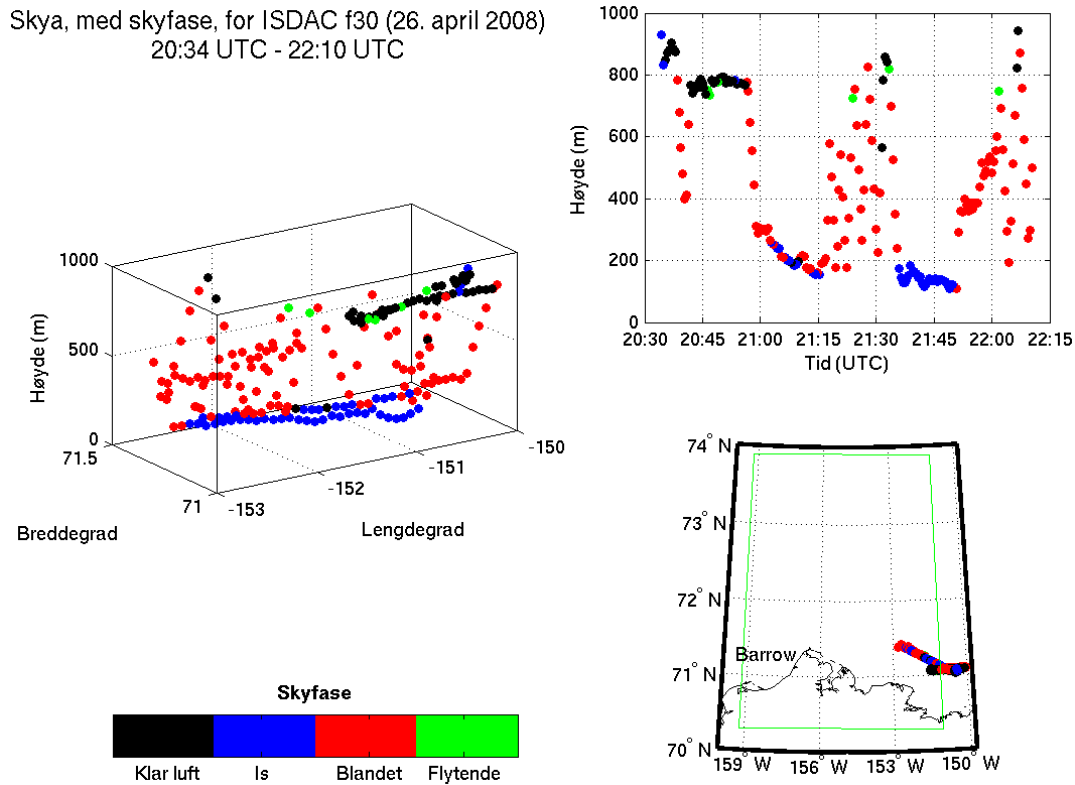 Skya, med skyfase, for ISDAC f30 (26. april 2008)
20:34 UTC - 22:10 UTC
1000
500
0
Høyde (m)
71.5
71
-153
-152
-151
-150
Breddegrad
Lengdegrad
1000
800
600
400
200
0
Høyde (m)
20:30
20:45
21:00
21:15
21:30
21:45
22:00
22:15
Tid (UTC)
74° N
73° N
72° N
71° N
70° N
Barrow
159° W
156° W
153° W
150° W
Skyfase
Klar luft
Is
Blandet
Flytende